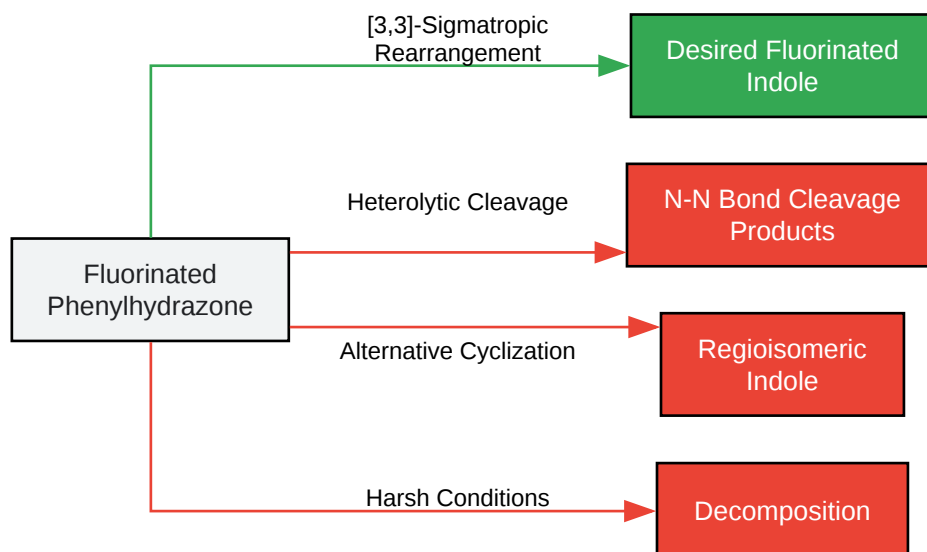 [3,3]-Sigmatropic
Rearrangement
Desired Fluorinated
Indole
Heterolytic Cleavage
N-N Bond Cleavage
Products
Fluorinated
Phenylhydrazone
Alternative Cyclization
Regioisomeric
Indole
Harsh Conditions
Decomposition